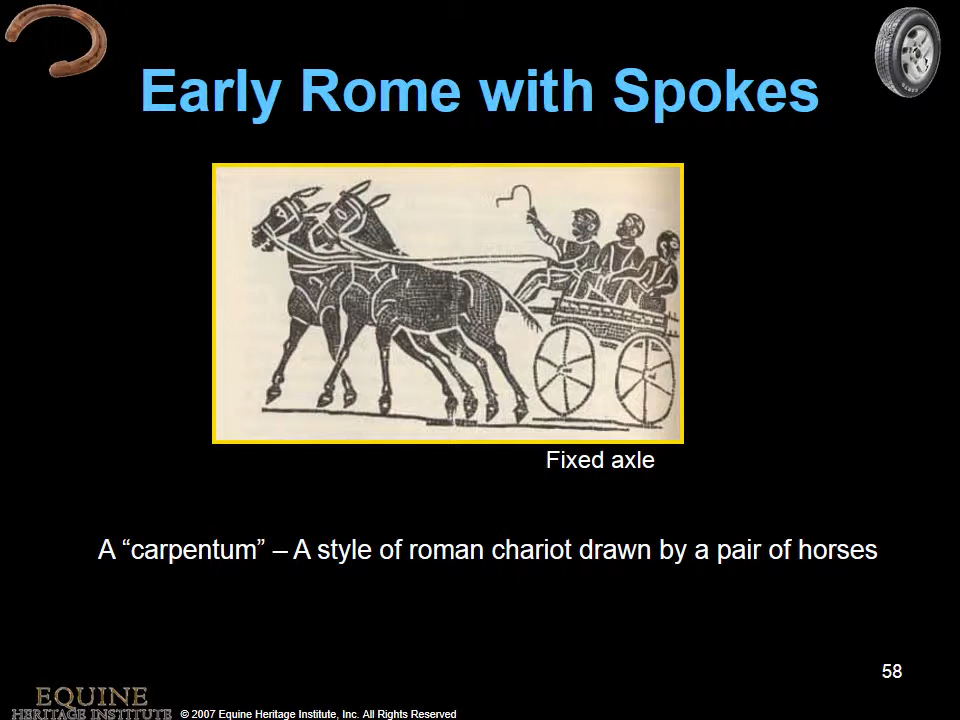 Early Rome with Spokes
Fixed axle
A “carpentum” – A style of roman chariot drawn by a pair of horses
58
EQUINE
HERITAGE INSTITUTE
© 2007 Equine Heritage Institute, Inc. All Rights Reserved